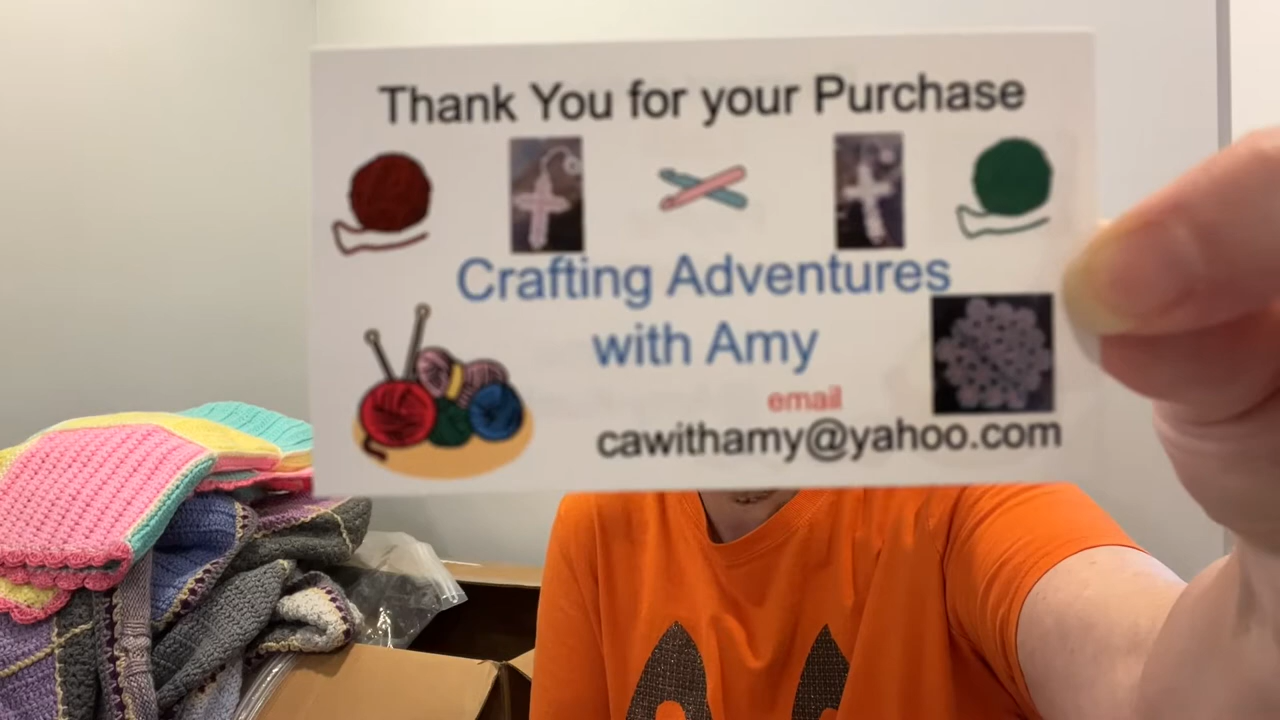 Thank You for your Purchase
Crafting Adventures
with Amy
email
cawithamy@yahoo.com